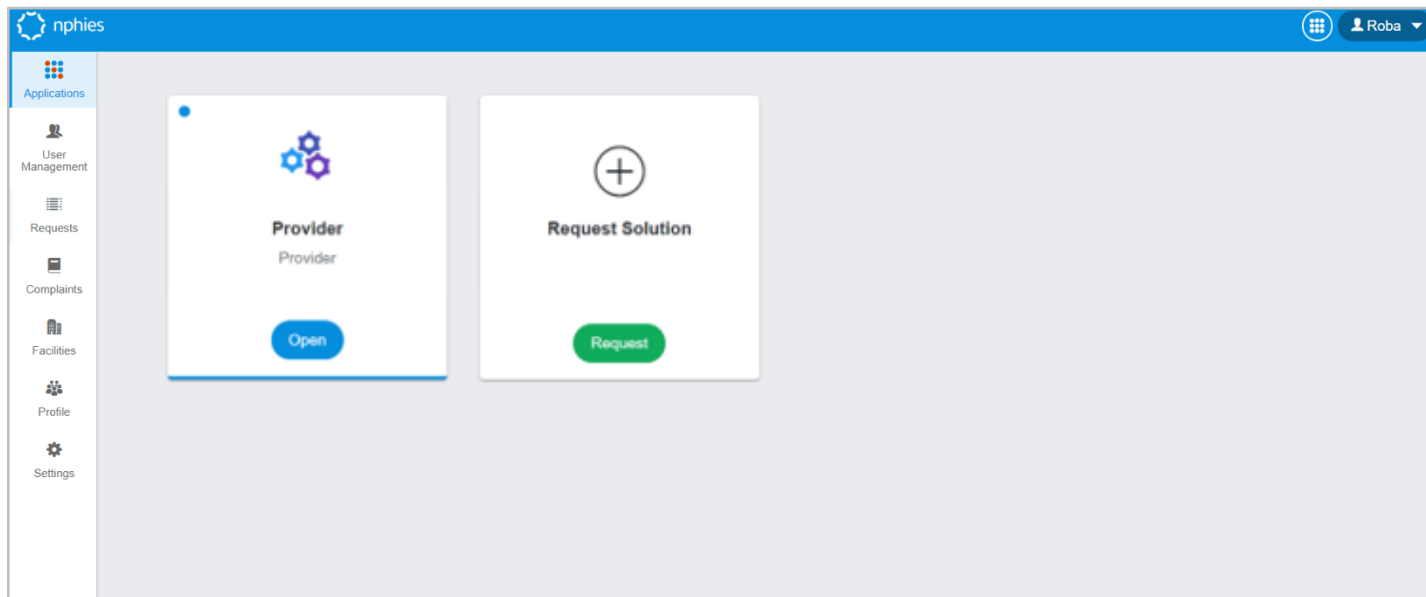 nphies
Roba
Applications
User
Management
Requests
Complaints
Facilities
Profile
Settings
Provider
Provider
Open
Request Solution
Request